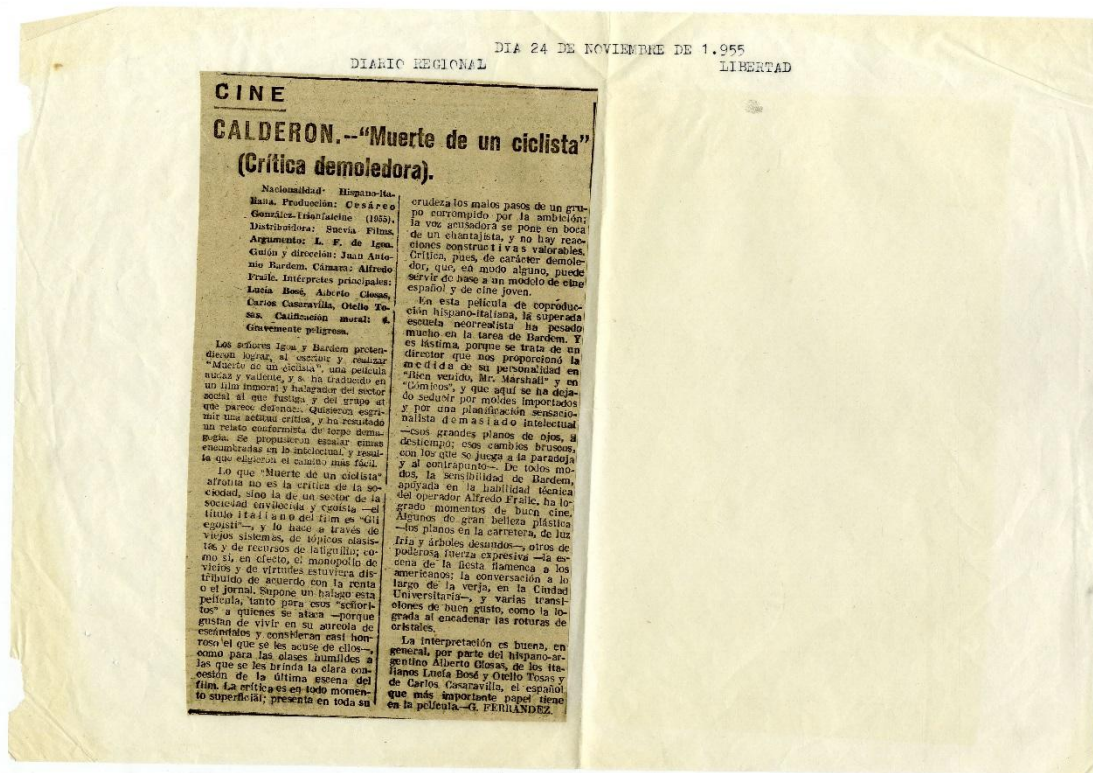 DIA 24 DE NOVIEMBRE DE 1.955
DIARIO REGIONAL
LIBERTAD
CINE
CALDERON.--"Muerte de un ciclista"
(Crítica demoledora).
Nacionalidad: Hispano-ita-
liana. Producción: Cesáreo
González-Trionfalcine (1955).
Distribuidora: Suevia Films.
Argumento: L. F. de Igoa.
Guión y dirección: Juan Anto-
nio Bardem. Cámara: Alfredo
Fraile. Intérpretes principales:
Lucía Bosé, Alberto Closas,
Carlos Casaravilla, Otello To-
sas. Calificación moral: 4.
Gravemente peligrosa.
Los señores Igoa y Bardem preten-
dieron lograr, al escribir y realizar
"Muerte de un ciclista", una película
audaz y valiente, y se ha traducido en
un film inmoral y halagador del sector
social al que fustiga y del grupo al
que parece defender. Quisieron esgri-
mir una actitud crítica, y ha resultado
un relato conformista de torpe dema-
gogia. Se propusieron escalar cimas
encumbradas en lo intelectual, y resul-
ta que eligieron el camino más fácil.
Lo que "Muerte de un ciclista"
afronta no es la crítica de la so-
ciedad, sino la de un sector de la
sociedad envilecida y egoísta —el
título italiano del film es "Gli
egoisti"—, y lo hace a través de
viejos sistemas, de tópicos clasis-
tas y de recursos de latiguillo; co-
mo si, en efecto, el monopolio de
vicios y de virtudes estuviera dis-
tribuido de acuerdo con la renta
o el jornal. Supone un halago esta
película, tanto para esos "señori-
tos" a quienes se ataca —porque
gustan de vivir en su aureola de
escándalos y consideran casi hon-
roso el que se les acuse de ellos—,
como para las clases humildes a
las que se les brinda la clara con-
cesión de la última escena del
film. La crítica es en todo momen-
to superficial; presenta en toda su
crudeza los malos pasos de un gru-
po corrompido por la ambición;
la voz acusadora se pone en boca
de un chantajista, y no hay reac-
ciones constructivas valorables.
Crítica, pues, de carácter demole-
dor, que, en modo alguno, puede
servir de base a un modelo de cine
español y de cine joven.
En esta película de coproduc-
ción hispano-italiana, la superada
escuela neorrealista ha pesado
mucho en la tarea de Bardem. Y
es lástima, porque se trata de un
director que nos proporcionó la
medida de su personalidad en
"Bien venido, Mr. Marshall" y en
"Cómicos", y que aquí se ha deja-
do seducir por moldes importados
y por una planificación sensacio-
nalista demasiado intelectual
—esos grandes planos de ojos, a
destiempo; esos cambios bruscos,
con los que se juega a la paradoja
y al contrapunto—. De todos mo-
dos, la sensibilidad de Bardem,
apoyada en la habilidad técnica
del operador Alfredo Fraile, ha lo-
grado momentos de buen cine.
Algunos de gran belleza plástica
—los planos en la carretera, de luz
fría y árboles desnudos—, otros de
poderosa fuerza expresiva —la es-
cena de la fiesta flamenca a los
americanos; la conversación a lo
largo de la verja, en la Ciudad
Universitaria—, y varias transi-
ciones de buen gusto, como la lo-
grada al encadenar las roturas de
cristales.
La interpretación es buena, en
general, por parte del hispano-ar-
gentino Alberto Closas, de los ita-
lianos Lucía Bosé y Otello Tosas y
de Carlos Casaravilla, el español
que más importante papel tiene
en la película.—G. FERRANDEZ.